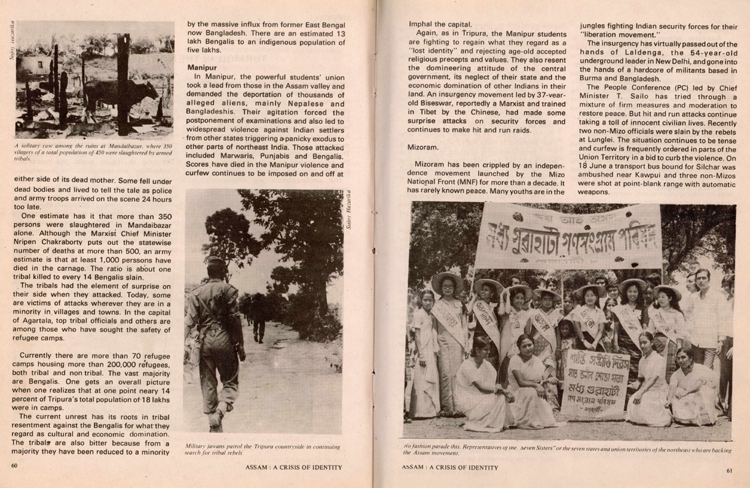 Sanjoy Hazarika
A solitary cow among the ruins at Mandaibazar, where 350
villagers of a total population of 450 were slaughtered by armed
tribals.
either side of its dead mother. Some fell under
dead bodies and lived to tell the tale as police
and army troops arrived on the scene 24 hours
too late.
One estimate has it that more than 350
persons were slaughtered in Mandaibazar
alone. Although the Marxist Chief Minister
Nripen Chakraborty puts out the statewide
number of deaths at more than 500, an army
estimate is that at least 1,000 perssons have
died in the carnage. The ratio is about one
tribal killed to every 14 Bengalis slain.
The tribals had the element of surprise on
their side when they attacked. Today, some
are victims of attacks wherever they are in a
minority in villages and towns. In the capital
of Agartala, top tribal officials and others are
among those who have sought the safety of
refugee camps.
Currently there are more than 70 refugee
camps housing more than 200,000 refugees,
both tribal and non tribal. The vast majority
are Bengalis. One gets an overall picture
when one realizes that at one point nearly 14
percent of Tripura's total population of 18 lakhs
were in camps.
The current unrest has its roots in tribal
resentment against the Bengalis for what they
regard as cultural and economic domination.
The tribals are also bitter because from a
majority they have been reduced to a minority
60
by the massive influx from former East Bengal
now Bangladesh. There are an estimated 13
lakh Bengalis to an indigenous population of
five lakhs.
Manipur
In Manipur, the powerful students' union
took a lead from those in the Assam valley and
demanded the deportation of thousands of
alleged aliens, mainly Nepalese and
Bangladeshis. Their agitation forced the
postponement of examinations and also led to
widespread violence against Indian settlers
from other states triggering a panicky exodus to
other parts of northeast India. Those attacked
included Marwaris, Punjabis and Bengalis.
Scores have died in the Manipur violence and
curfew continues to be imposed on and off at
Sanjoy Hazarika
Military jawans patrol the Tripura countryside in continuing
search for tribal rebels
ASSAM : A CRISIS OF IDENTITY
Imphal the capital.
Again, as in Tripura, the Manipur students
are fighting to regain what they regard as a
"lost identity" and rejecting age-old accepted
religious precepts and values. They also resent
the domineering attitude of the central
government, its neglect of their state and the
economic domination of other Indians in their
land. An insurgency movement led by 37-year-
old Biseswar, reportedly a Marxist and trained
in Tibet by the Chinese, had made some
surprise attacks on security forces and
continues to make hit and run raids.
Mizoram.
Mizoram has been crippled by an indepen-
dence movement launched by the Mizo
National Front (MNF) for more than a decade. It
has rarely known peace. Many youths are in the
jungles fighting Indian security forces for their
"liberation movement."
The insurgency has virtually passed out of the
hands of Laldenga, the 54-year-old
underground leader in New Delhi, and gone into
the hands of a hardcore of militants based in
Burma and Bangladesh.
The People Conference (PC) led by Chief
Minister T. Sailo has tried through a
mixture of firm measures and moderation to
restore peace. But hit and run attacks continue
taking a toll of innocent civilian lives. Recently
two non-Mizo officials were slain by the rebels
at Lunglei. The situation continues to be tense
and curfew is frequently ordered in parts of the
Union Territory in a bid to curb the violence. On
18 June a transport bus bound for Silchar was
ambushed near Kawpui and three non-Mizos
were shot at point-blank range with automatic
weapons.
মধ্য গুৱাহাটী গণসংগ্ৰাম পৰিষদ
মধ্য গুৱাহাটী
No fashion parade this. Representatives of the "Seven Sisters" or the seven states and union territories of the northeast who are backing
the Assam movement.
ASSAM : A CRISIS OF IDENTITY
61